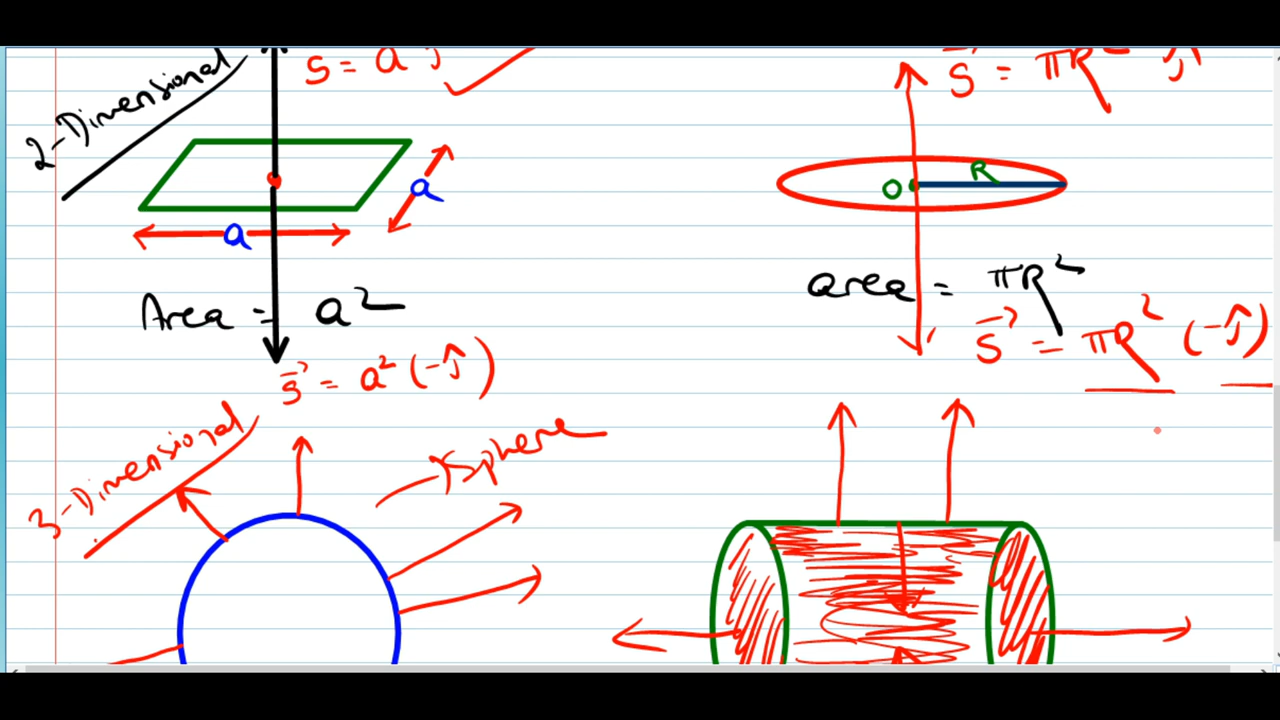 2-Dimensional
S = a ĵ
a
a
Area = a²
S⃗ = a² (-ĵ)
S⃗ = πR² ĵ
O
R
area = πR²
S⃗ = πR² (-ĵ)
3-Dimensional
Sphere